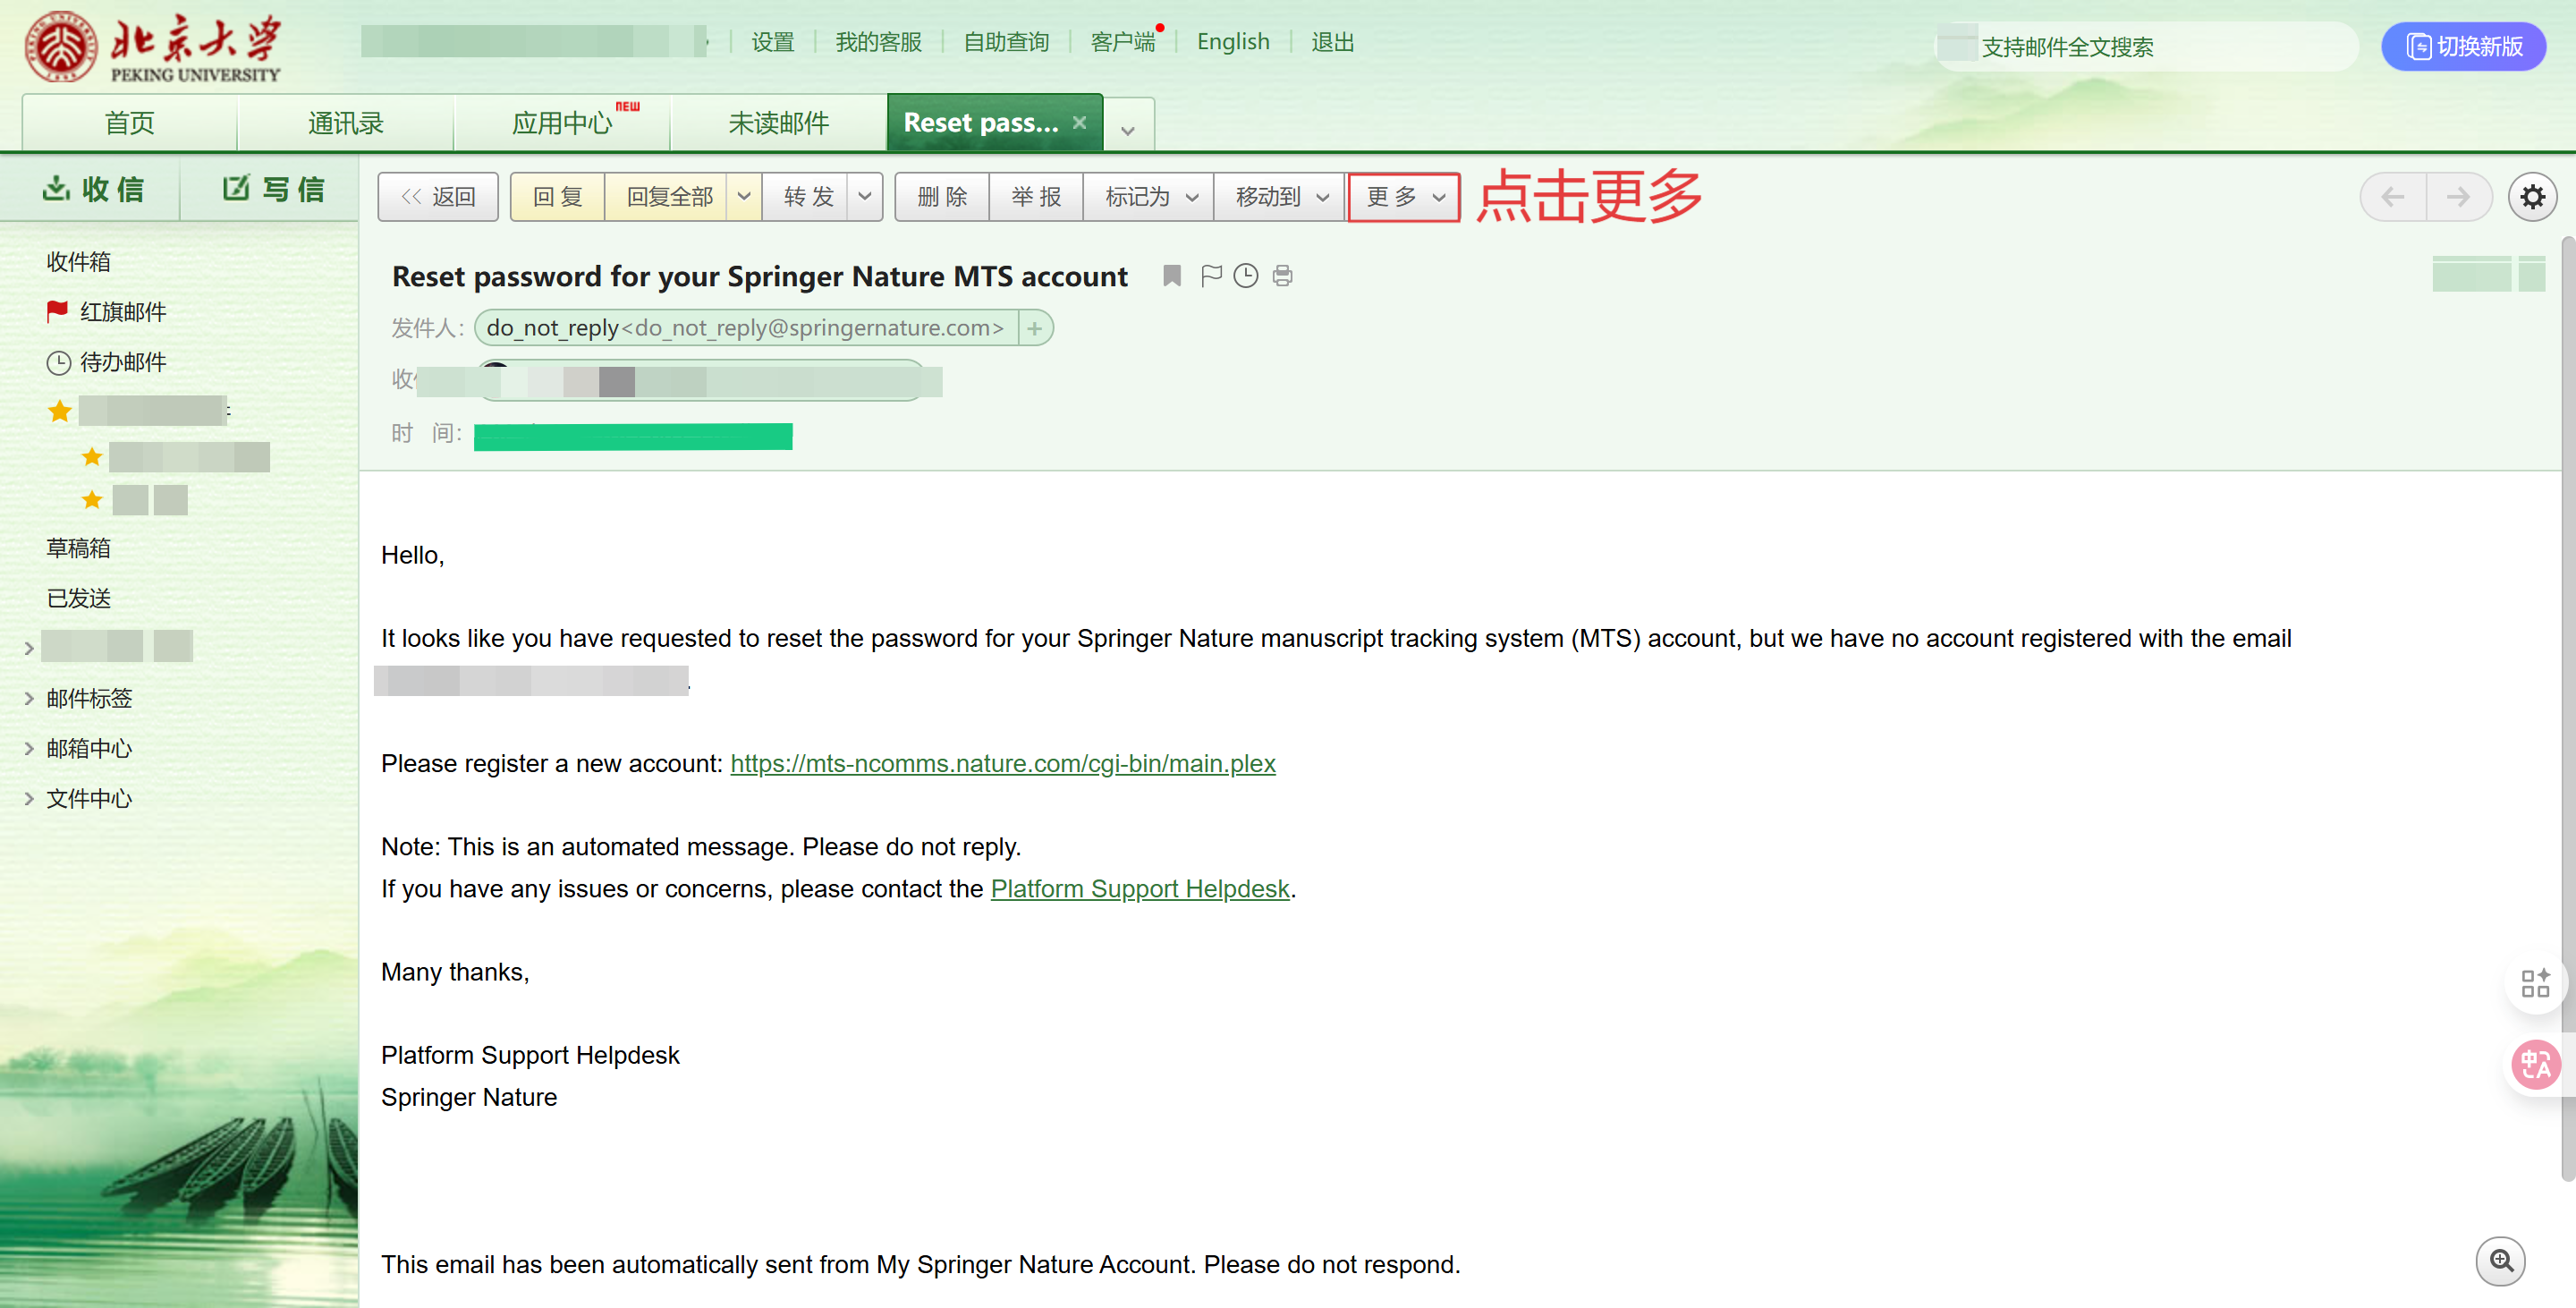 北京大学
PEKING UNIVERSITY
设置 我的客服 自助查询 客户端 English 退出
支持邮件全文搜索
切换新版
首页 通讯录 应用中心 NEW 未读邮件 Reset pass...
收信 写信
返回 回复 回复全部 转发 删除 举报 标记为 移动到 更多 点击更多
收件箱
红旗邮件
待办邮件
草稿箱
已发送
邮件标签
邮箱中心
文件中心
Reset password for your Springer Nature MTS account
发件人: do_not_reply<do_not_reply@springernature.com> +
收
时 间:
Hello,
It looks like you have requested to reset the password for your Springer Nature manuscript tracking system (MTS) account, but we have no account registered with the email
.
Please register a new account: https://mts-ncomms.nature.com/cgi-bin/main.plex
Note: This is an automated message. Please do not reply.
If you have any issues or concerns, please contact the Platform Support Helpdesk.
Many thanks,
Platform Support Helpdesk
Springer Nature
This email has been automatically sent from My Springer Nature Account. Please do not respond.
中A